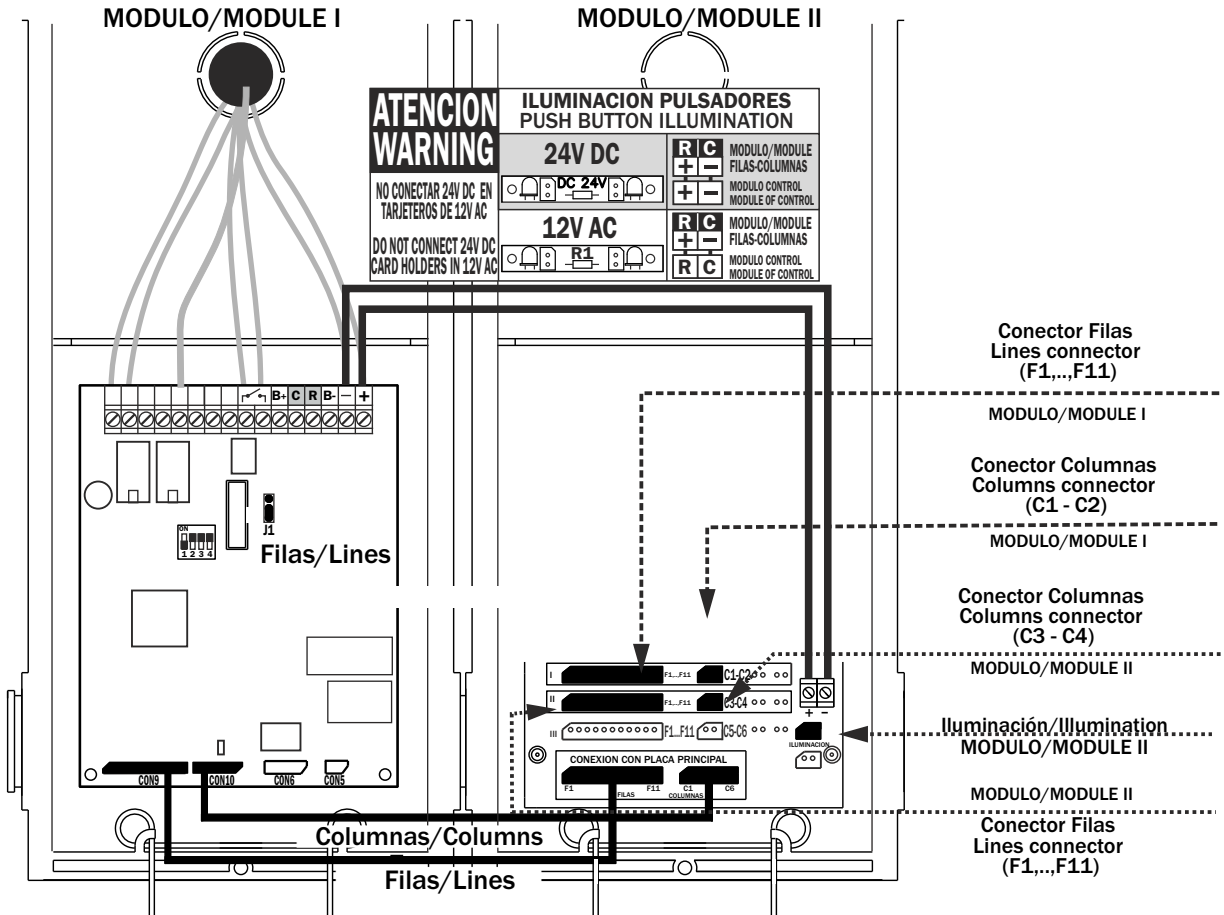 MODULO/MODULE I
MODULO/MODULE II
ATENCION
WARNING
NO CONECTAR 24V DC EN
TARJETEROS DE 12V AC
DO NOT CONNECT 24V DC
CARD HOLDERS IN 12V AC
ILUMINACION PULSADORES
PUSH BUTTON ILLUMINATION
24V DC
DC 24V
R C
+ −
MODULO/MODULE
FILAS-COLUMNAS
+ −
MODULO CONTROL
MODULE OF CONTROL
12V AC
R1
R C
+ −
MODULO/MODULE
FILAS-COLUMNAS
R C
MODULO CONTROL
MODULE OF CONTROL
B+ C R B- − +
ON
1 2 3 4
J1
Filas/Lines
CON9
CON10
CON6
CON5
I
F1,..F11
C1-C2
II
F1,..F11
C3-C4
III
F1...F11
C5-C6
+ −
ILUMINACION
CONEXION CON PLACA PRINCIPAL
F1
F11
C1
C6
FILAS
COLUMNAS
Columnas/Columns
Filas/Lines
Conector Filas
Lines connector
(F1,..,F11)
MODULO/MODULE I
Conector Columnas
Columns connector
(C1 - C2)
MODULO/MODULE I
Conector Columnas
Columns connector
(C3 - C4)
MODULO/MODULE II
Iluminación/Illumination
MODULO/MODULE II
MODULO/MODULE II
Conector Filas
Lines connector
(F1,..,F11)